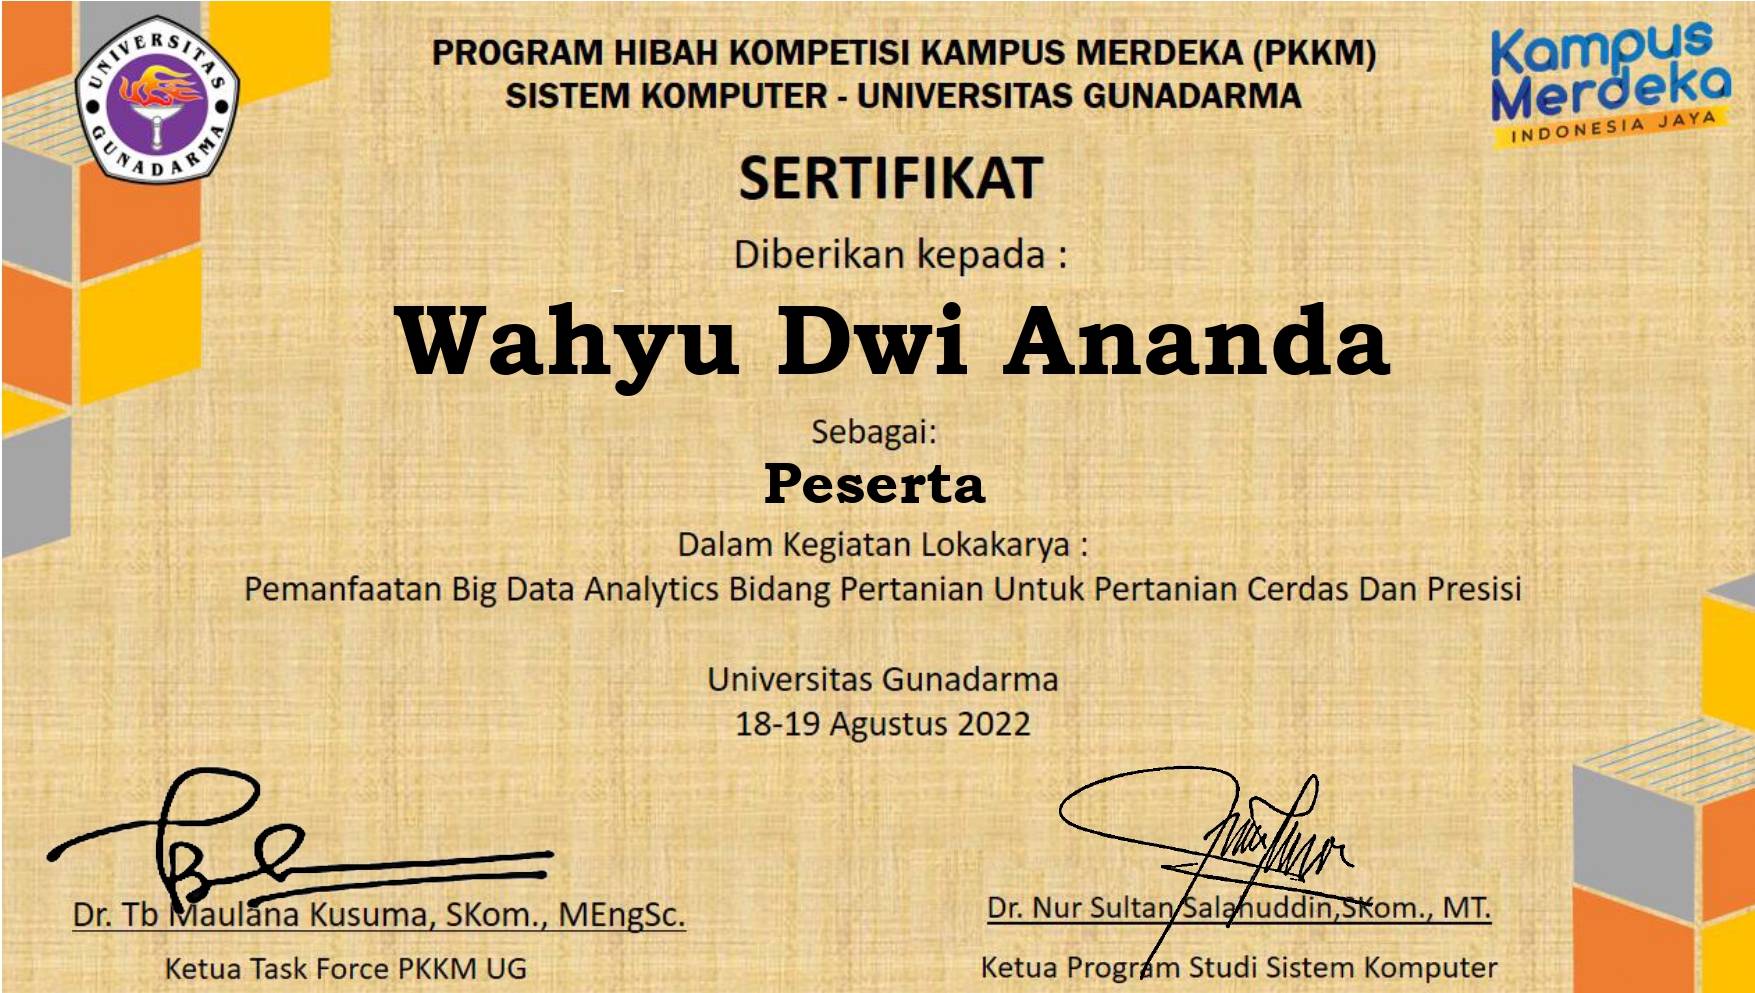 UNIVERSITAS GUNADARMA
PROGRAM HIBAH KOMPETISI KAMPUS MERDEKA (PKKM)
SISTEM KOMPUTER - UNIVERSITAS GUNADARMA
Kampus
Merdeka
INDONESIA JAYA
SERTIFIKAT
Diberikan kepada :
Wahyu Dwi Ananda
Sebagai:
Peserta
Dalam Kegiatan Lokakarya :
Pemanfaatan Big Data Analytics Bidang Pertanian Untuk Pertanian Cerdas Dan Presisi
Universitas Gunadarma
18-19 Agustus 2022
Dr. Tb Maulana Kusuma, SKom., MEngSc.
Ketua Task Force PKKM UG
Dr. Nur Sultan Salahuddin,SKom., MT.
Ketua Program Studi Sistem Komputer